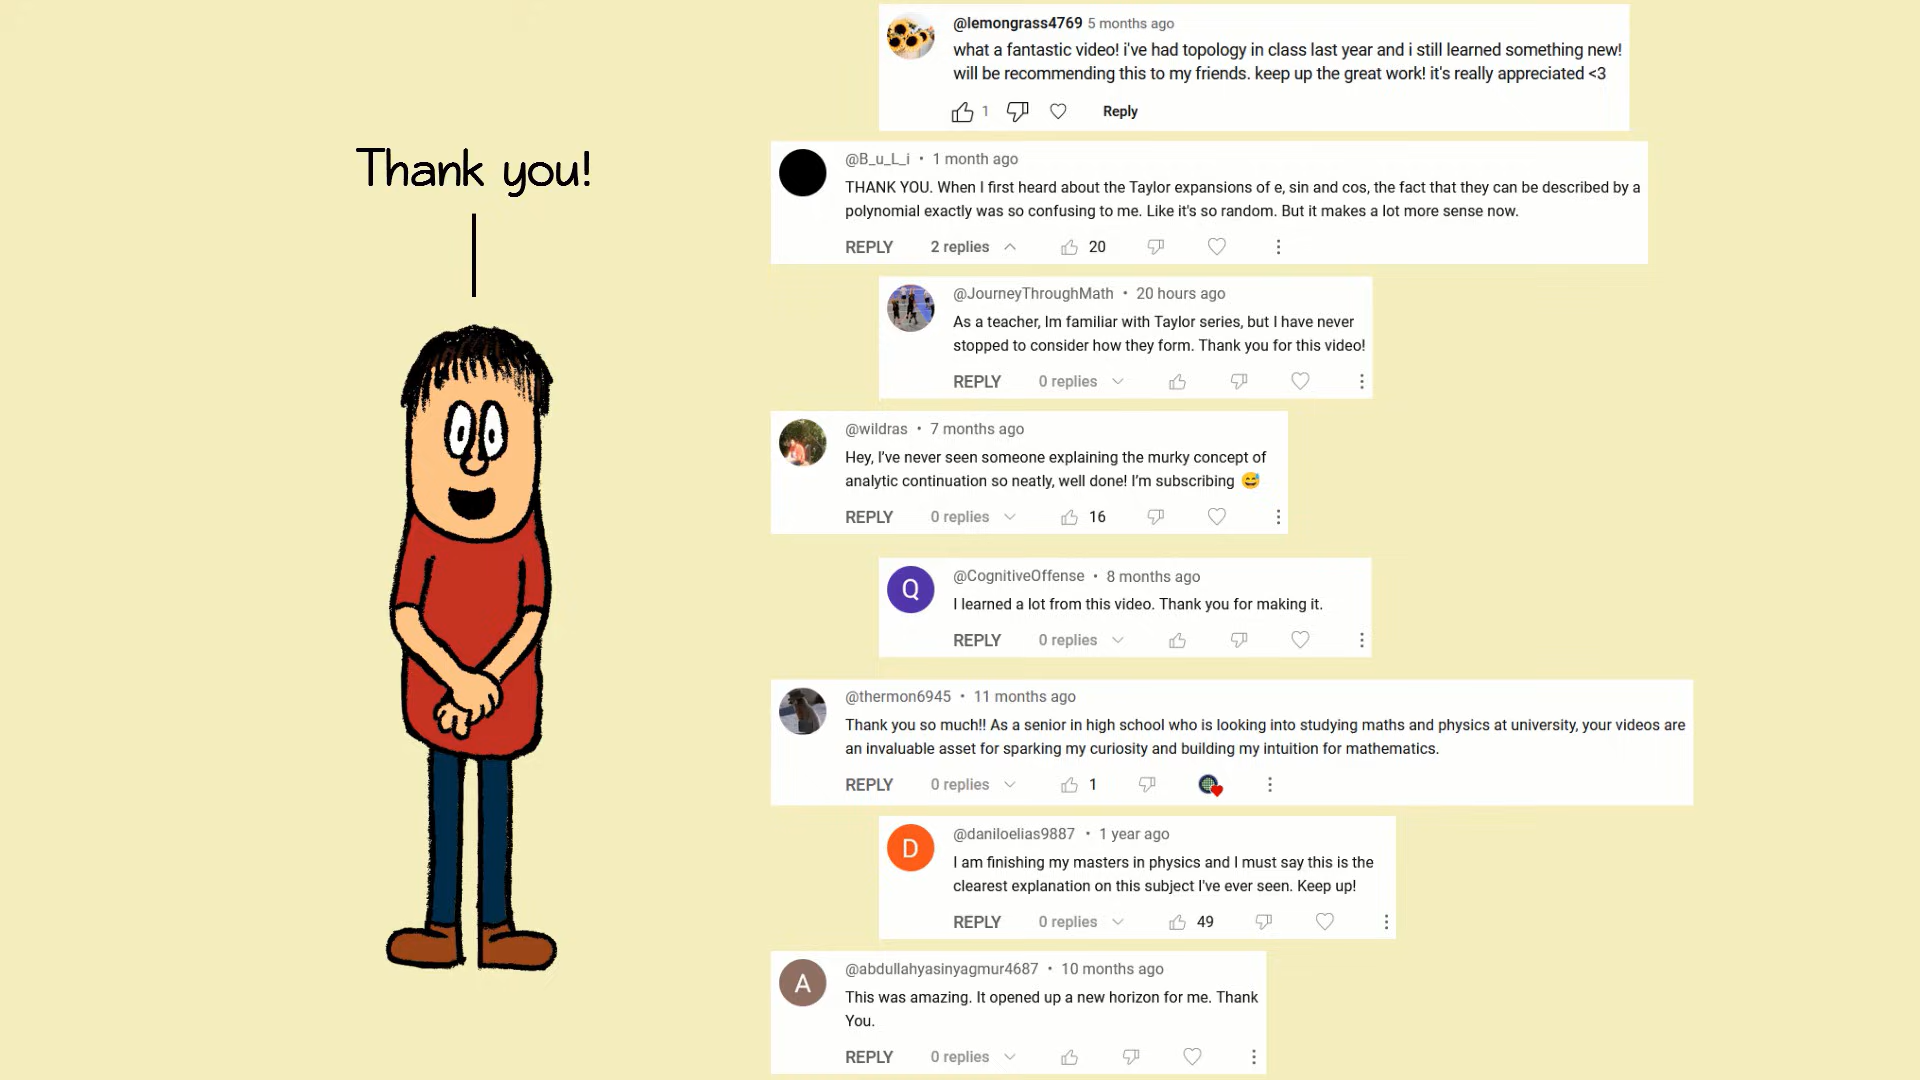 Thank you!
@lemongrass4769 5 months ago
what a fantastic video! i've had topology in class last year and i still learned something new!
will be recommending this to my friends. keep up the great work! it's really appreciated <3
1 Reply
@B_u_L_i • 1 month ago
THANK YOU. When I first heard about the Taylor expansions of e, sin and cos, the fact that they can be described by a
polynomial exactly was so confusing to me. Like it's so random. But it makes a lot more sense now.
REPLY 2 replies 20
@JourneyThroughMath • 20 hours ago
As a teacher, Im familiar with Taylor series, but I have never
stopped to consider how they form. Thank you for this video!
REPLY 0 replies
@wildras • 7 months ago
Hey, I've never seen someone explaining the murky concept of
analytic continuation so neatly, well done! I'm subscribing 😅
REPLY 0 replies 16
Q
@CognitiveOffense • 8 months ago
I learned a lot from this video. Thank you for making it.
REPLY 0 replies
@thermon6945 • 11 months ago
Thank you so much!! As a senior in high school who is looking into studying maths and physics at university, your videos are
an invaluable asset for sparking my curiosity and building my intuition for mathematics.
REPLY 0 replies 1
D
@daniloelias9887 • 1 year ago
I am finishing my masters in physics and I must say this is the
clearest explanation on this subject I've ever seen. Keep up!
REPLY 0 replies 49
A
@abdullahyasinyagmur4687 • 10 months ago
This was amazing. It opened up a new horizon for me. Thank
You.
REPLY 0 replies